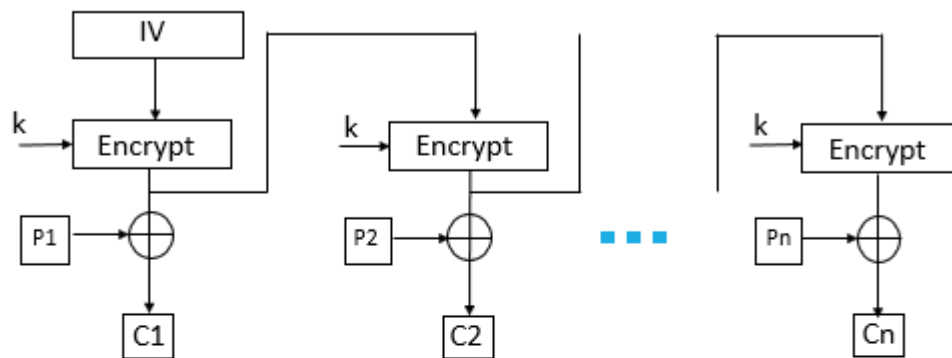 IV
k
Encrypt
k
Encrypt
k
Encrypt
P1
P2
Pn
C1
C2
Cn